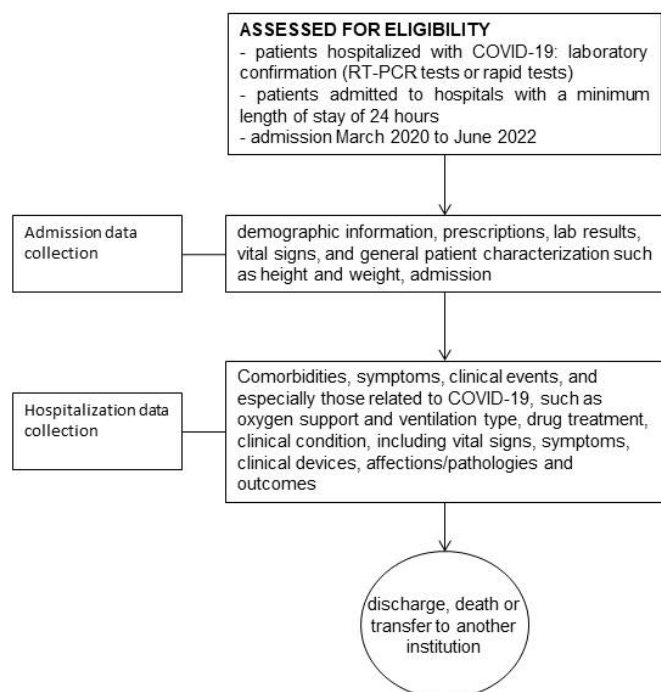 ASSESSED FOR ELIGIBILITY
- patients hospitalized with COVID-19: laboratory
confirmation (RT-PCR tests or rapid tests)
- patients admitted to hospitals with a minimum
length of stay of 24 hours
- admission March 2020 to June 2022
Admission data
collection
demographic information, prescriptions, lab results,
vital signs, and general patient characterization such
as height and weight, admission
Hospitalization data
collection
Comorbidities, symptoms, clinical events, and
especially those related to COVID-19, such as
oxygen support and ventilation type, drug treatment,
clinical condition, including vital signs, symptoms,
clinical devices, affections/pathologies and
outcomes
discharge, death or
transfer to another
institution